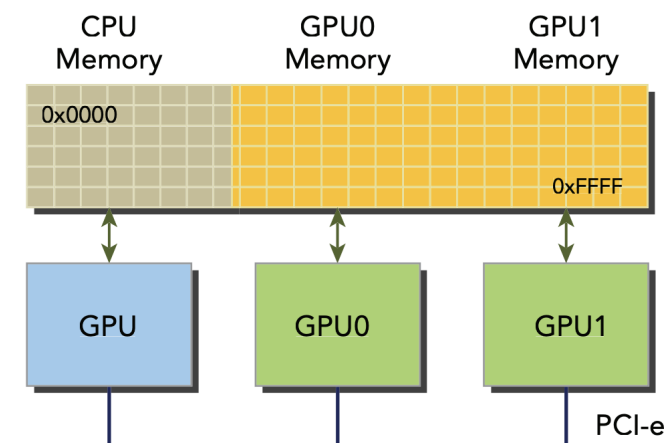 CPU
Memory
GPU0
Memory
GPU1
Memory
0x0000
0xFFFF
GPU
GPU0
GPU1
PCI-e